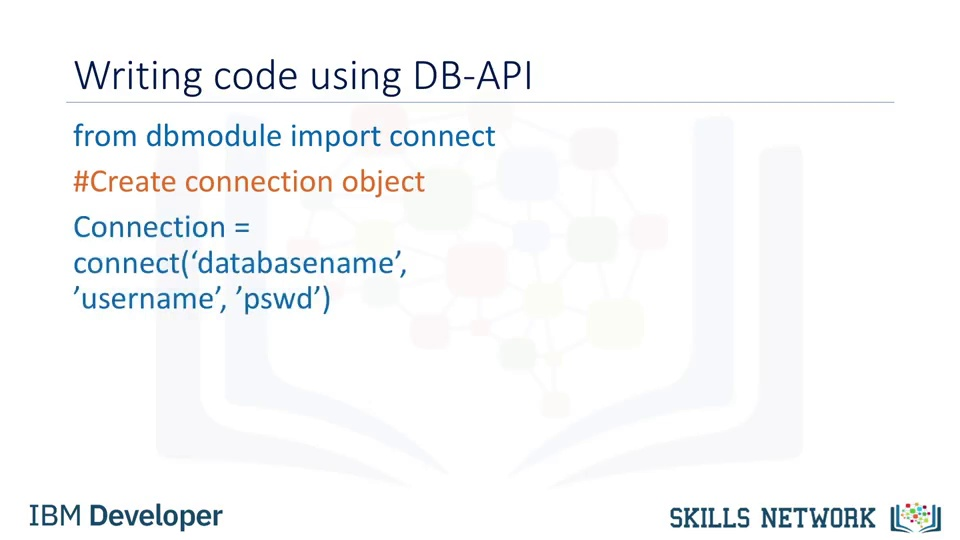 Writing code using DB-API
from dbmodule import connect
#Create connection object
Connection =
connect(‘databasename’,
’username’, ’pswd’)
IBM Developer
SKILLS NETWORK